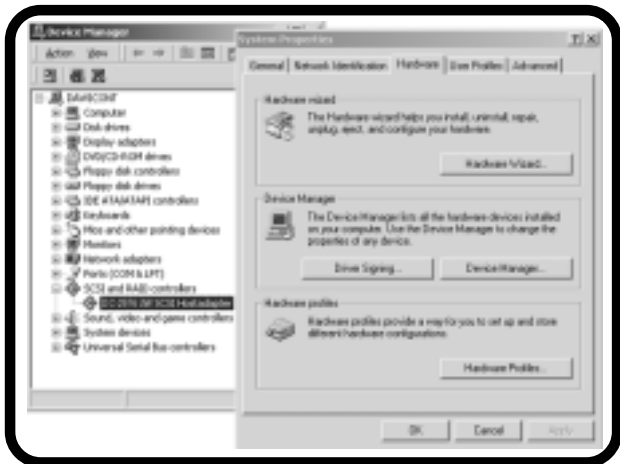 Device Manager
Action View
DAVISCONT
Computer
Disk drives
Display adapters
DVD/CD-ROM drives
Floppy disk controllers
Floppy disk drives
IDE ATA/ATAPI controllers
Keyboards
Mice and other pointing devices
Monitors
Network adapters
Ports (COM & LPT)
SCSI and RAID controllers
SCSI Host adapter
Sound, video and game controllers
System devices
Universal Serial Bus controllers
System Properties
General Network Identification Hardware User Profiles Advanced
Hardware wizard
The Hardware wizard helps you install, uninstall, repair,
unplug, eject, and configure your hardware.
Hardware Wizard...
Device Manager
The Device Manager lists all the hardware devices installed
on your computer. Use the Device Manager to change the
properties of any device.
Driver Signing... Device Manager...
Hardware profiles
Hardware profiles provide a way for you to set up and store
different hardware configurations.
Hardware Profiles...
OK Cancel Apply